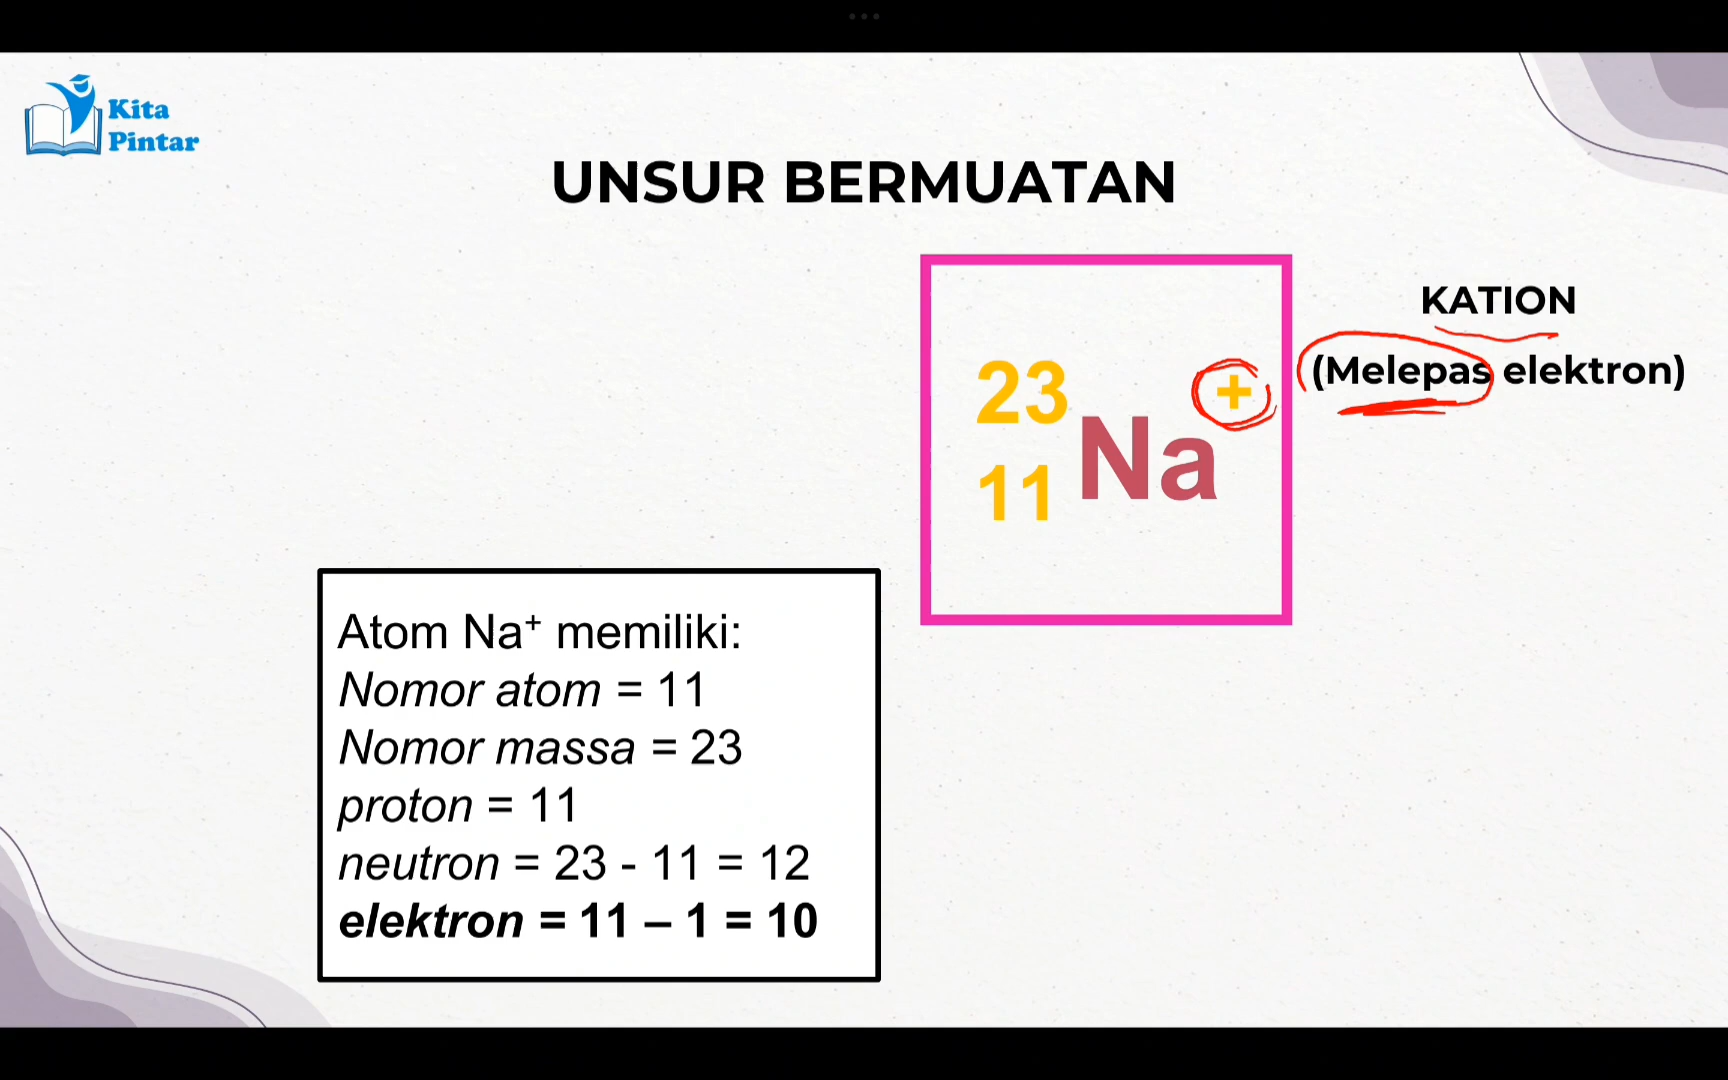 Kita
Pintar
UNSUR BERMUATAN
KATION
(Melepas elektron)
23
+
Na
11
Atom Na⁺ memiliki:
Nomor atom = 11
Nomor massa = 23
proton = 11
neutron = 23 - 11 = 12
elektron = 11 – 1 = 10